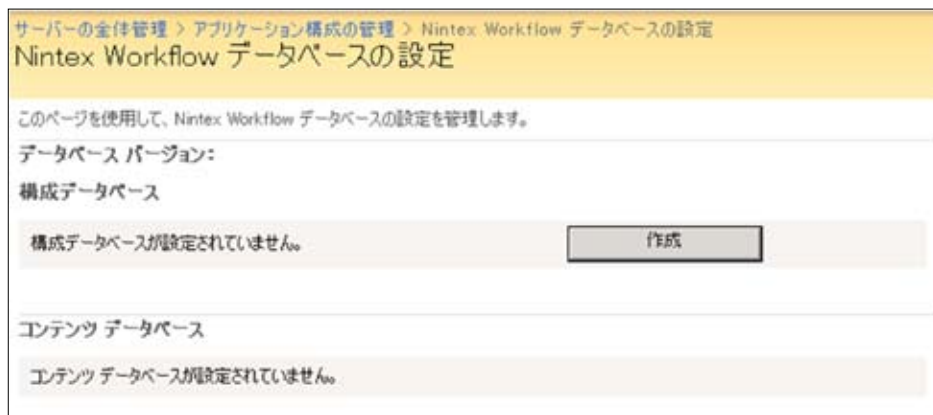 サーバーの全体管理 > アプリケーション構成の管理 > Nintex Workflow データベースの設定
Nintex Workflow データベースの設定
このページを使用して、Nintex Workflow データベースの設定を管理します。
データベース バージョン:
構成データベース
構成データベースが設定されていません。 作成
コンテンツ データベース
コンテンツ データベースが設定されていません。